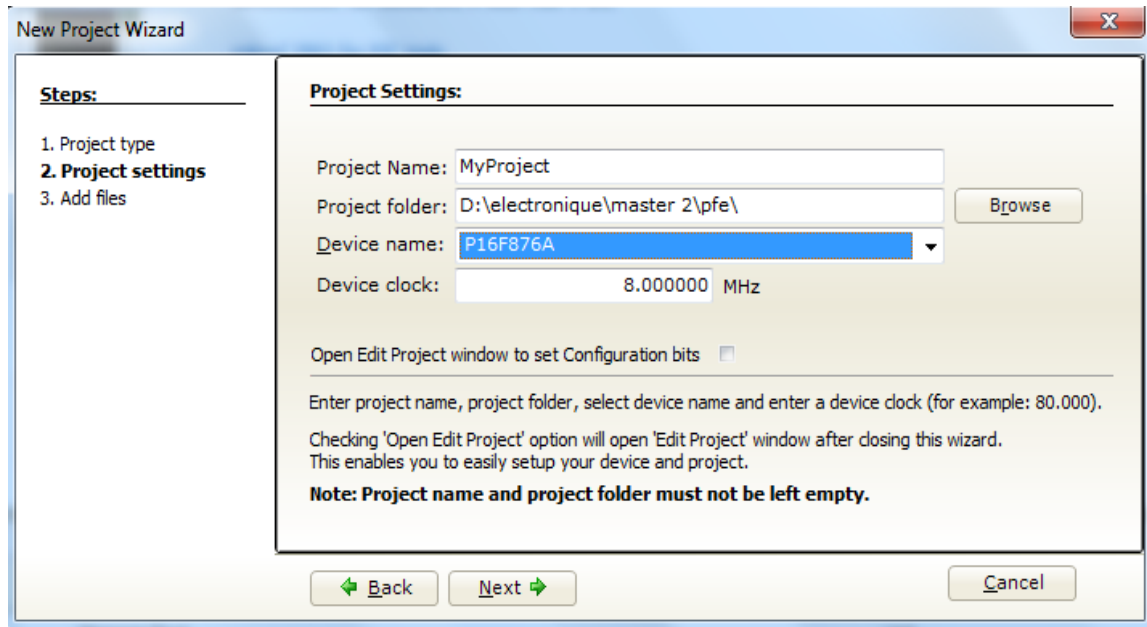 New Project Wizard
Steps:
1. Project type
2. Project settings
3. Add files
Project Settings:
Project Name: MyProject
Project folder: D:\electronique\master 2\pfe\ Browse
Device name: P16F876A
Device clock: 8.000000 MHz
Open Edit Project window to set Configuration bits
Enter project name, project folder, select device name and enter a device clock (for example: 80.000).
Checking 'Open Edit Project' option will open 'Edit Project' window after closing this wizard.
This enables you to easily setup your device and project.
Note: Project name and project folder must not be left empty.
Back Next Cancel